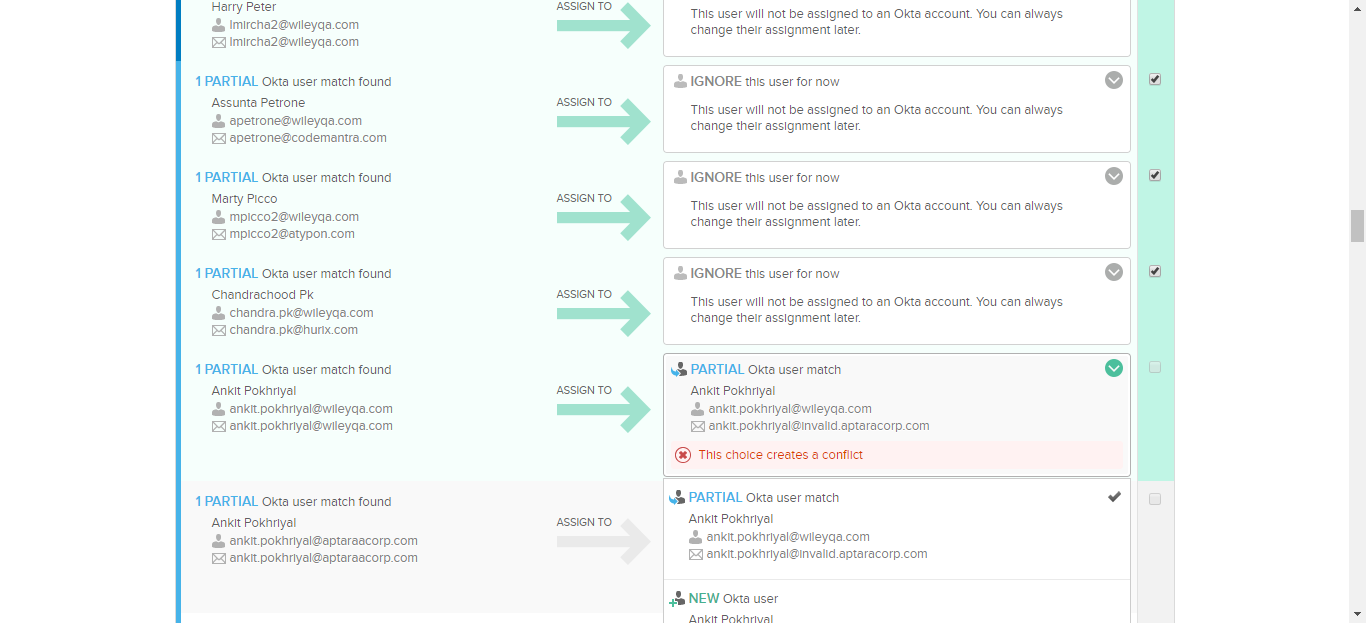 Harry Peter
lmircha2@wileyqa.com
lmircha2@wileyqa.com
ASSIGN TO
This user will not be assigned to an Okta account. You can always
change their assignment later.
1 PARTIAL Okta user match found
Assunta Petrone
apetrone@wileyqa.com
apetrone@codemantra.com
ASSIGN TO
IGNORE this user for now
This user will not be assigned to an Okta account. You can always
change their assignment later.
1 PARTIAL Okta user match found
Marty Picco
mpicco2@wileyqa.com
mpicco2@atypon.com
ASSIGN TO
IGNORE this user for now
This user will not be assigned to an Okta account. You can always
change their assignment later.
1 PARTIAL Okta user match found
Chandrachood Pk
chandra.pk@wileyqa.com
chandra.pk@hurix.com
ASSIGN TO
IGNORE this user for now
This user will not be assigned to an Okta account. You can always
change their assignment later.
1 PARTIAL Okta user match found
Ankit Pokhriyal
ankit.pokhriyal@wileyqa.com
ankit.pokhriyal@wileyqa.com
ASSIGN TO
PARTIAL Okta user match
Ankit Pokhriyal
ankit.pokhriyal@wileyqa.com
ankit.pokhriyal@invalid.aptaracorp.com
This choice creates a conflict
1 PARTIAL Okta user match found
Ankit Pokhriyal
ankit.pokhriyal@aptaraacorp.com
ankit.pokhriyal@aptaraacorp.com
ASSIGN TO
PARTIAL Okta user match
Ankit Pokhriyal
ankit.pokhriyal@wileyqa.com
ankit.pokhriyal@invalid.aptaracorp.com
NEW Okta user
Ankit Pokhriyal